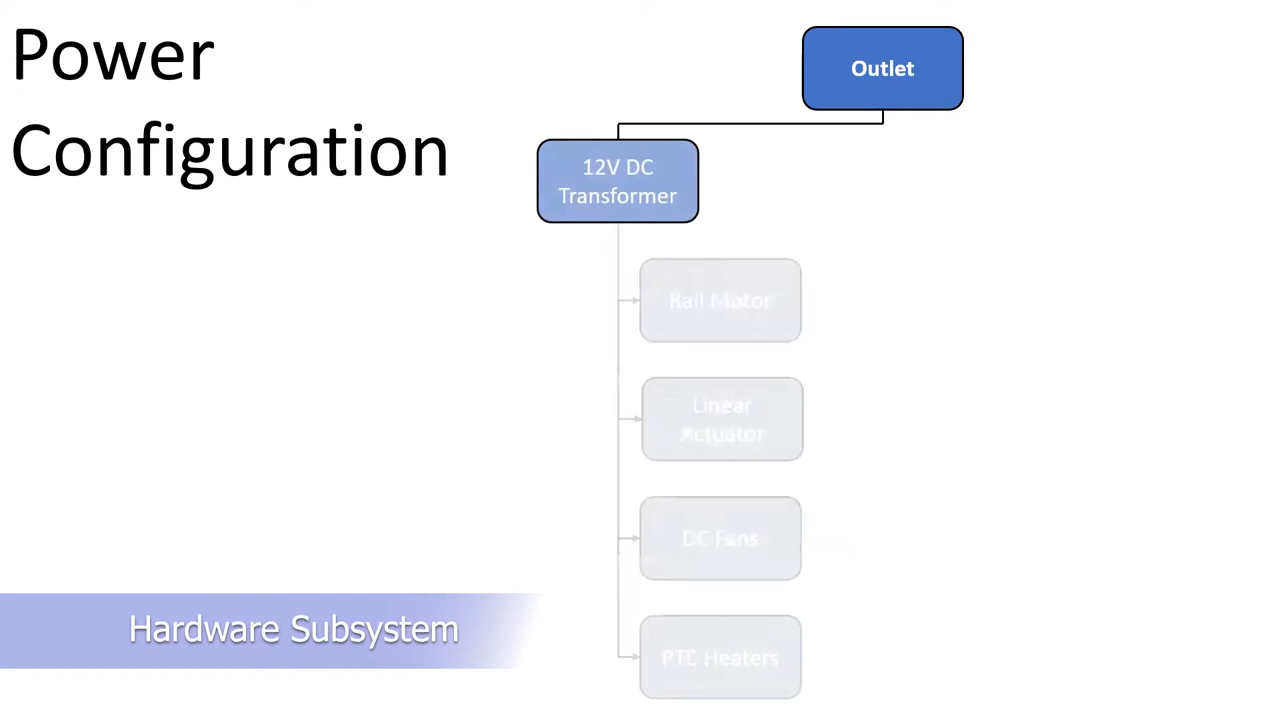 Power
Configuration
Outlet
12V DC
Transformer
Rail Motor
Linear
Actuator
DC Fans
PTC Heaters
Hardware Subsystem